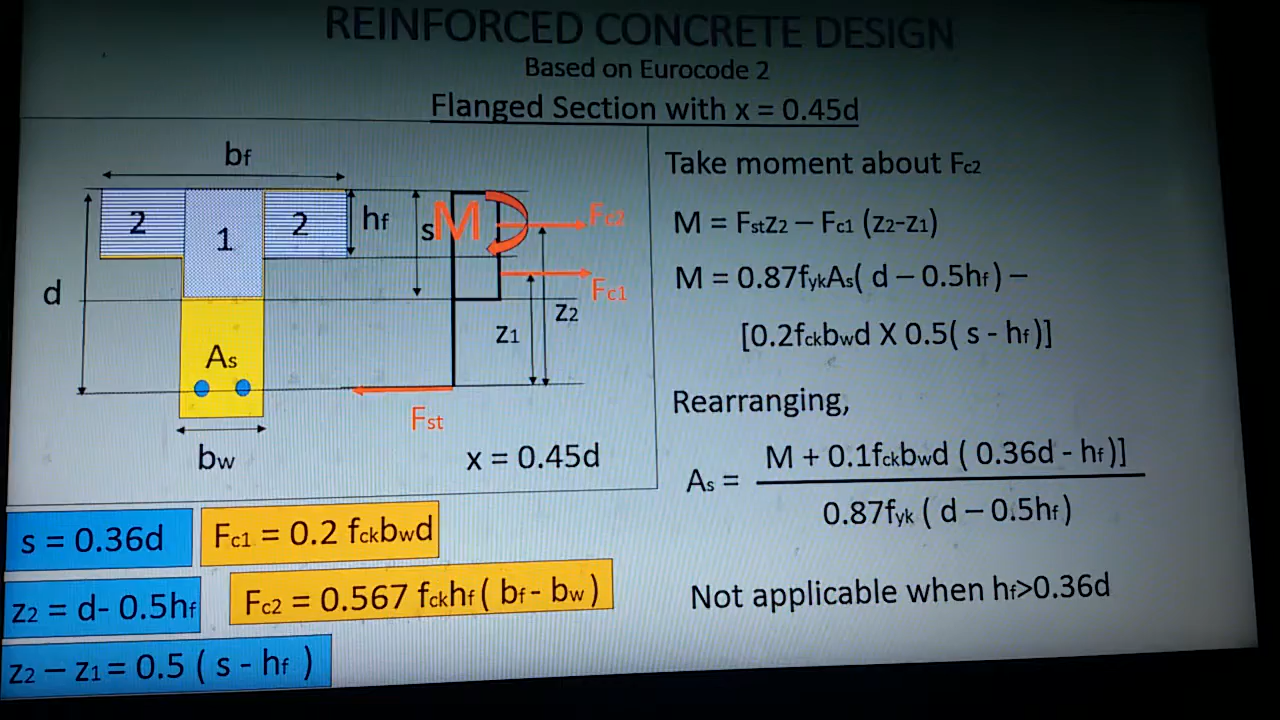 REINFORCED CONCRETE DESIGN
Based on Eurocode 2
Flanged Section with x = 0.45d
bf
2
1
2
hf
s
M
Fc2
Fc1
d
z1
z2
As
Fst
bw
x = 0.45d
s = 0.36d
Fc1 = 0.2 fckbwd
z2 = d- 0.5hf
Fc2 = 0.567 fckhf ( bf - bw )
z2 – z1 = 0.5 ( s - hf )
Take moment about Fc2
M = Fstz2 – Fc1 (z2-z1)
M = 0.87fykAs( d – 0.5hf ) –
[0.2fckbwd X 0.5( s - hf )]
Rearranging,
As =
M + 0.1fckbwd ( 0.36d - hf )]
0.87fyk ( d – 0.5hf )
Not applicable when hf>0.36d